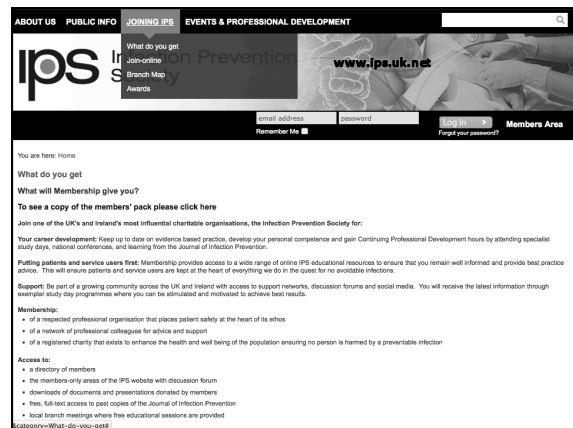 ABOUT US PUBLIC INFO JOINING IPS EVENTS & PROFESSIONAL DEVELOPMENT
What do you get
Join-online
Branch Map
Awards
IPS Infection Prevention
Society
www.ips.uk.net
email address password Log in » Members Area
Remember Me Forgot your password?
You are here: Home
What do you get
What will Membership give you?
To see a copy of the members' pack please click here
Join one of the UK's and Ireland's most influential charitable organisations, the Infection Prevention Society for:
Your career development: Keep up to date on evidence based practice, develop your personal competence and gain Continuing Professional Development hours by attending specialist
study days, national conferences, and learning from the Journal of Infection Prevention.
Putting patients and service users first: Membership provides access to a wide range of online IPS educational resources to ensure that you remain well informed and provide best practice
advice. This will ensure patients and service users are kept at the heart of everything we do in the quest for no avoidable infections.
Support: Be part of a growing community across the UK and Ireland with access to support networks, discussion forums and social media. You will receive the latest information through
exemplar study day programmes where you can be stimulated and motivated to achieve best results.
Membership:
• of a respected professional organisation that places patient safety at the heart of its ethos
• of a network of professional colleagues for advice and support
• of a registered charity that exists to enhance the health and well being of the population ensuring no person is harmed by a preventable infection
Access to:
• a directory of members
• the members-only areas of the IPS website with discussion forum
• downloads of documents and presentations donated by members
• free, full-text access to past copies of the Journal of Infection Prevention
• local branch meetings where free educational sessions are provided
&category=What-do-you-get#